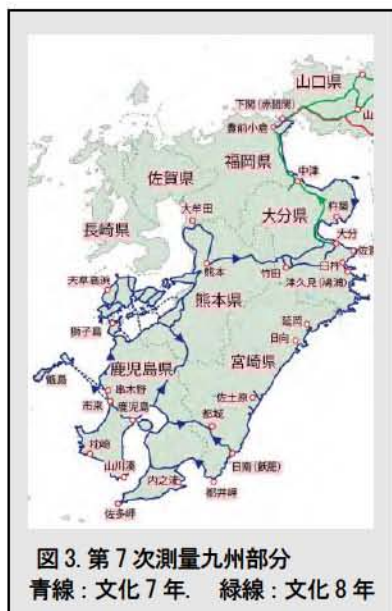 山口県
下関(赤間関)
豊前小倉
福岡県
中津
佐賀県
大牟田
杵築
大分県
長崎県
大分
佐賀
熊本
竹田
臼杵
天草
津久見(鳩浦)
熊本県
獅子島
延岡
日向
鹿児島県
宮崎県
甑島
串木野
佐土原
市来
鹿児島
都城
枕崎
山川湊
内之浦
日南(飫肥)
都井岬
佐多岬
図 3. 第 7 次測量九州部分
青線:文化 7 年. 緑線:文化 8 年